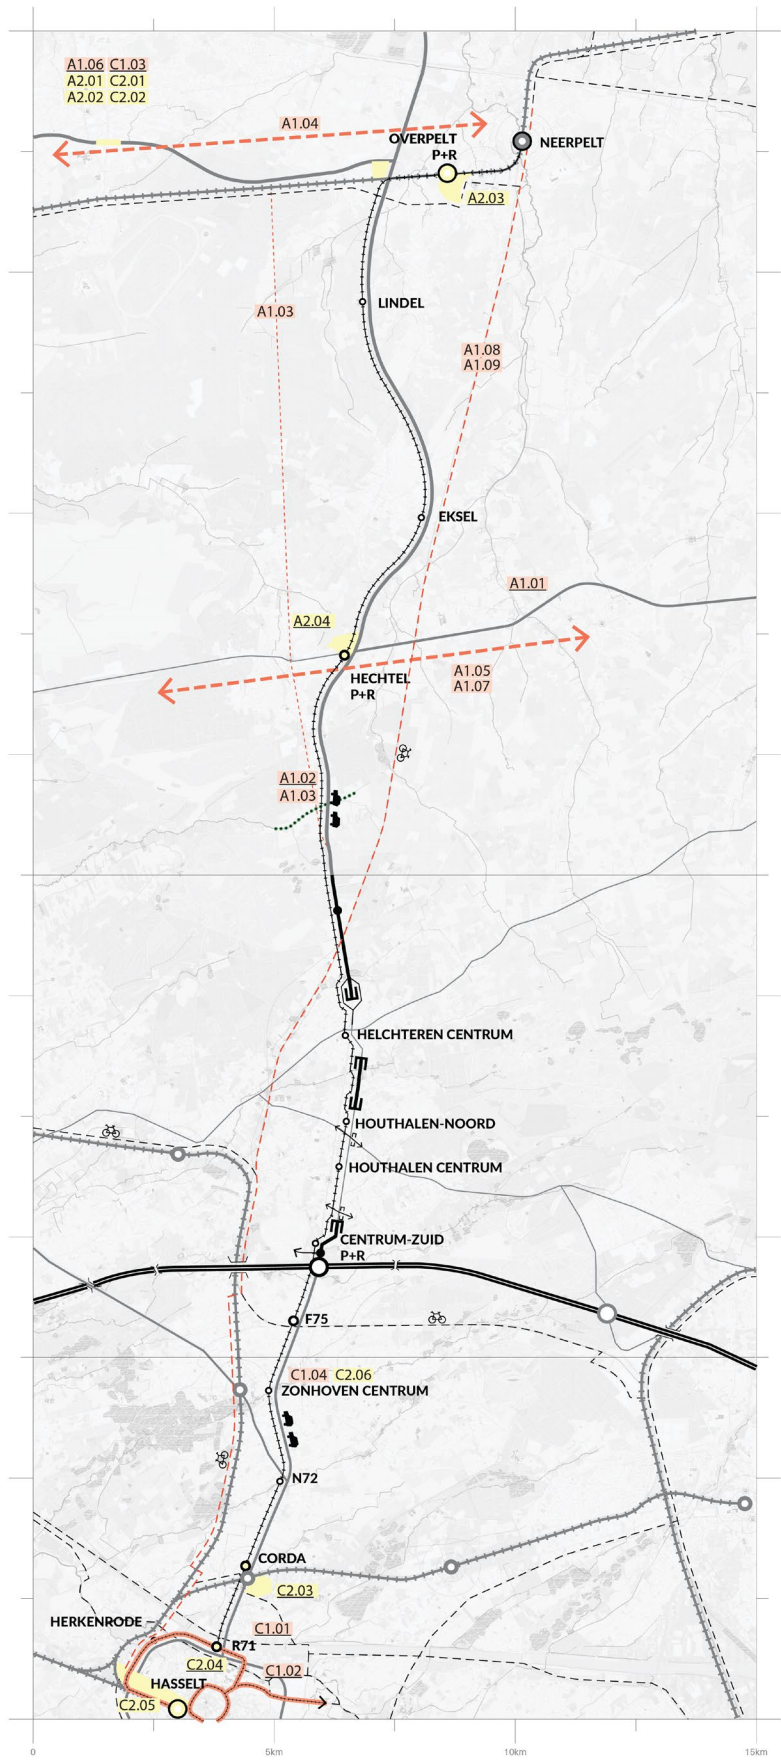 A1.06 C1.03
A2.01 C2.01
A2.02 C2.02
A1.04
OVERPELT
P+R
NEERPELT
A2.03
LINDEL
A1.03
A1.08
A1.09
EKSEL
A1.01
A2.04
HECHTEL
P+R
A1.05
A1.07
A1.02
A1.03
HELCHTEREN CENTRUM
HOUTHALEN-NOORD
HOUTHALEN CENTRUM
CENTRUM-ZUID
P+R
F75
C1.04 C2.06
ZONHOVEN CENTRUM
N72
CORDA
C2.03
HERKENRODE
C1.01
R71
C2.04
C1.02
HASSELT
C2.05
0
5km
10km
15km